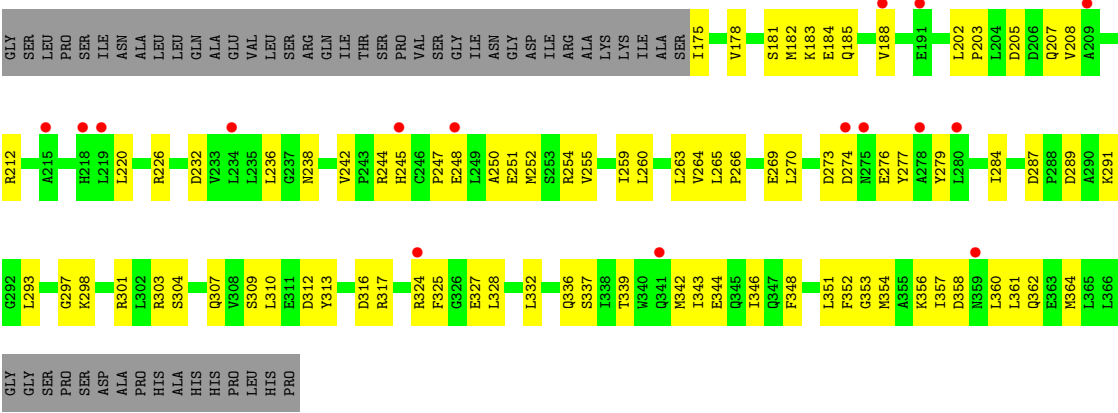 GLY SER LEU PRO SER ILE ASN ALA LEU LEU GLN ALA GLU VAL LEU SER ARG GLN ILE THR SER PRO VAL SER GLY ILE ASN GLY ASP ILE ARG ALA LYS LYS ILE ALA SER I175 V178 S181 M182 K183 E184 Q185 V188 E191 L202 P203 L204 D205 D206 Q207 V208 A209
R212 A215 H218 L219 L220 R226 D232 V233 L234 L235 L236 G237 N238 V242 P243 R244 H245 C246 P247 E248 L249 A250 E251 M252 S253 R254 V255 I259 L260 L263 V264 L265 P266 E269 L270 D273 D274 N275 E276 Y277 A278 Y279 L280 I284 D287 P288 D289 A290 K291
G292 L293 G297 K298 R301 L302 R303 S304 Q307 V308 S309 L310 E311 D312 Y313 D316 R317 R324 F325 G326 E327 L328 L332 Q336 S337 I338 T339 W340 Q341 M342 I343 E344 Q345 I346 Q347 F348 L351 F352 G353 M354 A355 K356 I357 D358 N359 L360 L361 Q362 E363 M364 L365 L366
GLY GLY SER PRO SER ASP ALA PRO HIS ALA HIS HIS PRO LEU HIS PRO